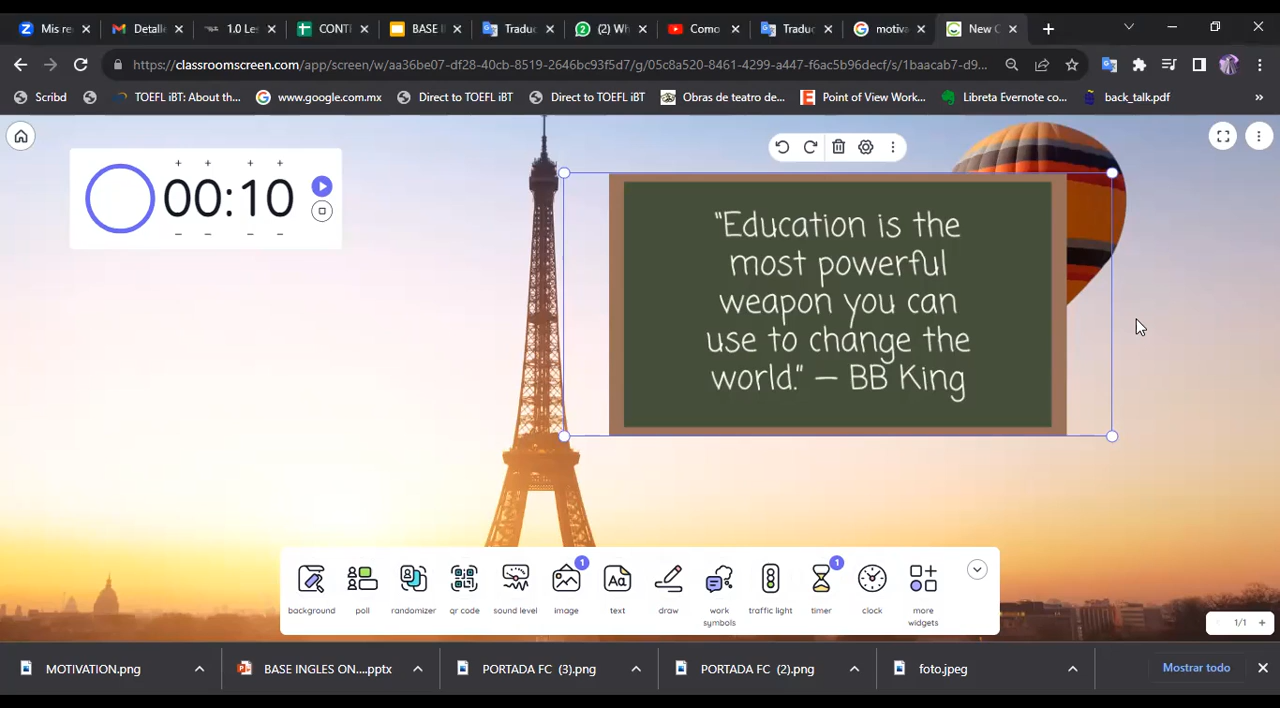 Mis re
Detalle
1.0 Les
CONTI
BASE I
Traduc
(2) Wh
Como
Traduc
motiva
New C
https://classroomscreen.com/app/screen/w/aa36be07-df28-40cb-8519-2646bc93f5d7/g/05c8a520-8461-4299-a447-f6ac5b96decf/s/1baacab7-d9...
Scribd
TOEFL iBT: About th...
www.google.com.mx
Direct to TOEFL iBT
Direct to TOEFL iBT
Obras de teatro de...
Point of View Work...
Libreta Evernote co...
back_talk.pdf
»
00:10
"Education is the
most powerful
weapon you can
use to change the
world." – BB King
1
1
background
poll
randomizer
qr code
sound level
image
text
draw
work
symbols
traffic light
timer
clock
more
widgets
1/1
MOTIVATION.png
BASE INGLES ON....pptx
PORTADA FC (3).png
PORTADA FC (2).png
foto.jpeg
Mostrar todo